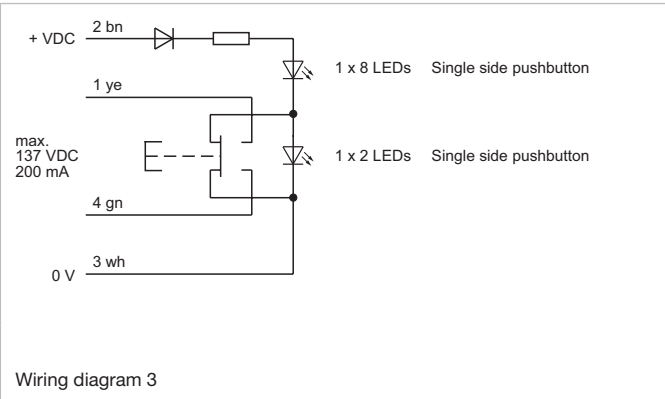 2 bn
+ VDC
1 x 8 LEDs Single side pushbutton
1 ye
max.
137 VDC
200 mA
1 x 2 LEDs Single side pushbutton
4 gn
3 wh
0 V
Wiring diagram 3